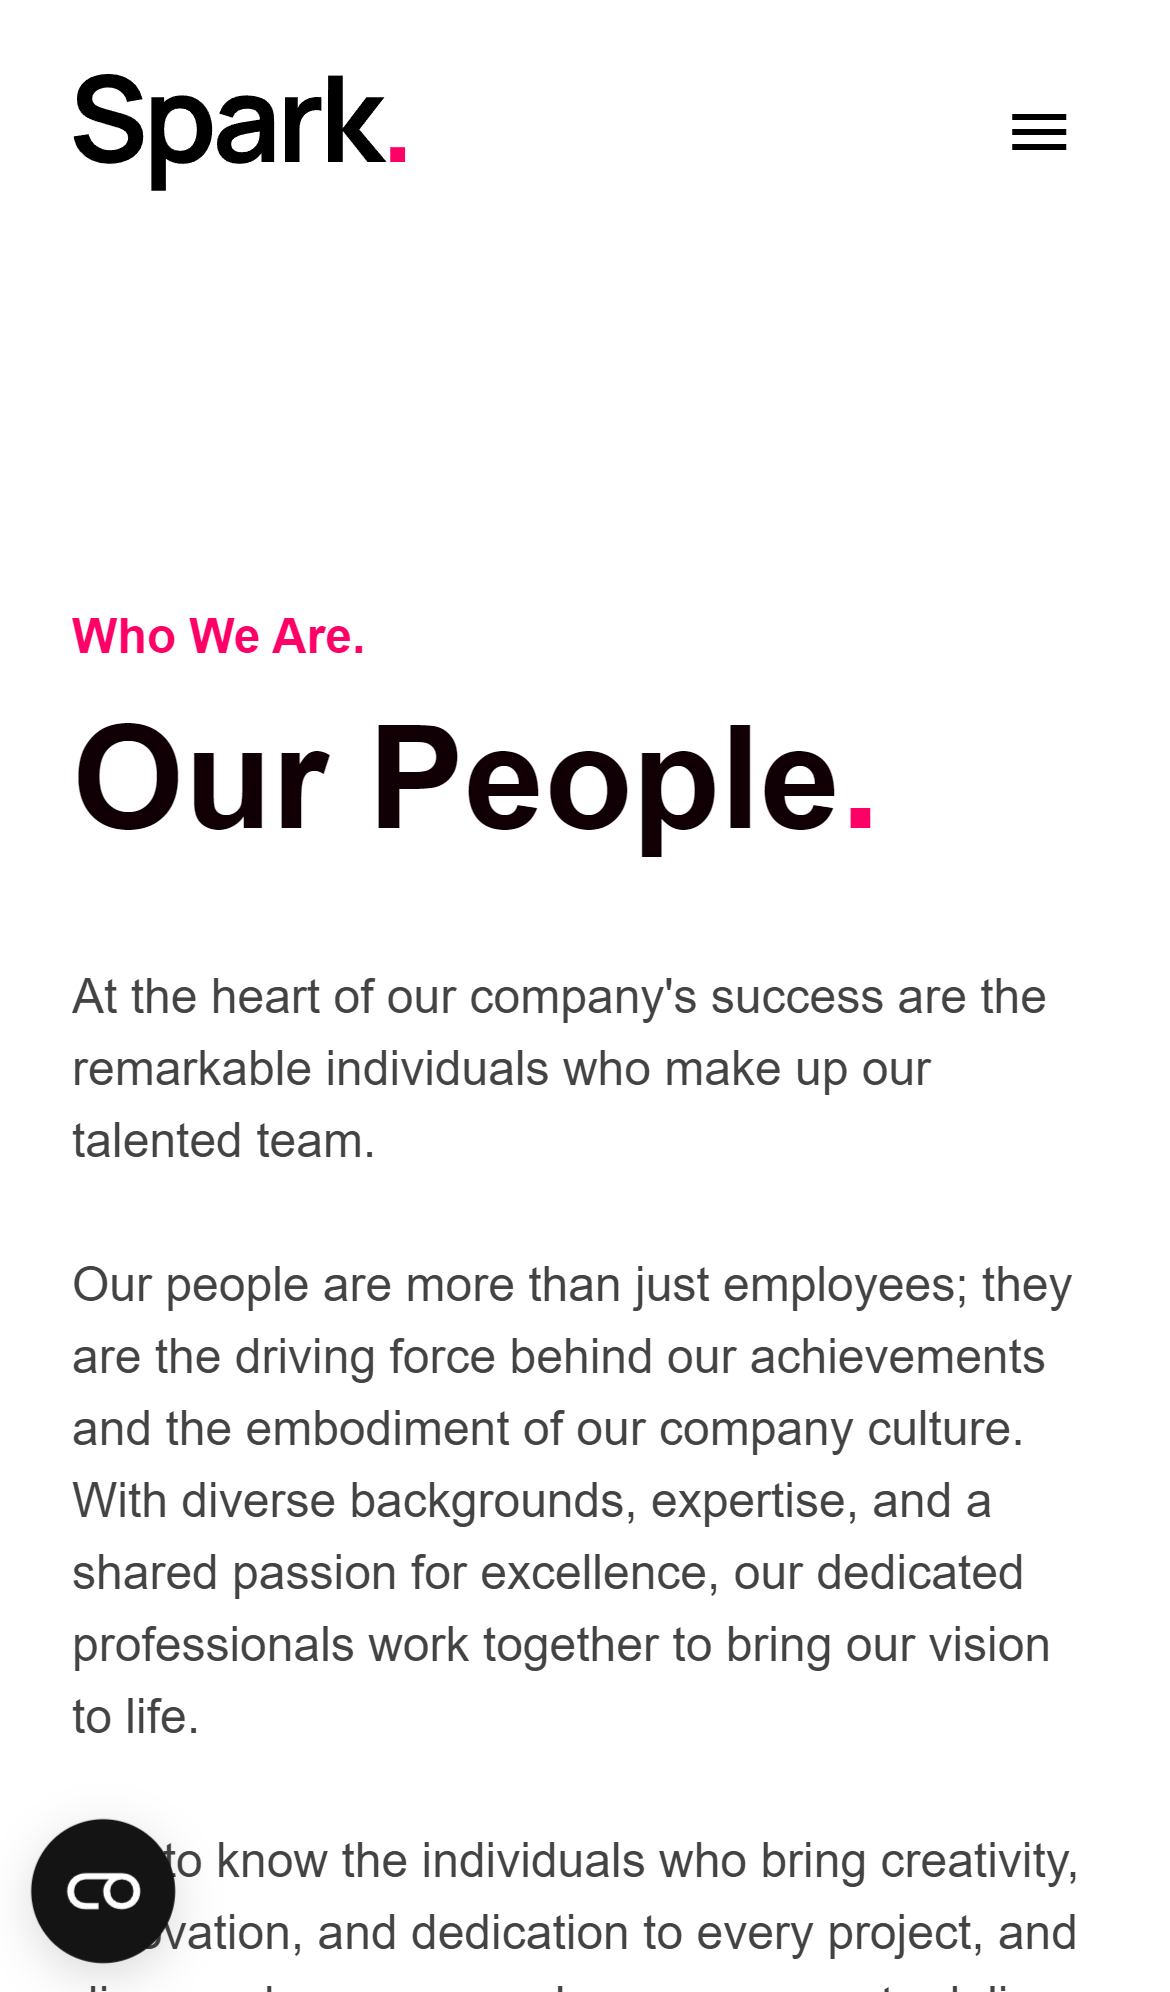 Spark.
Who We Are.
Our People.
At the heart of our company's success are the
remarkable individuals who make up our
talented team.
Our people are more than just employees; they
are the driving force behind our achievements
and the embodiment of our company culture.
With diverse backgrounds, expertise, and a
shared passion for excellence, our dedicated
professionals work together to bring our vision
to life.
to know the individuals who bring creativity,
and dedication to every project, and